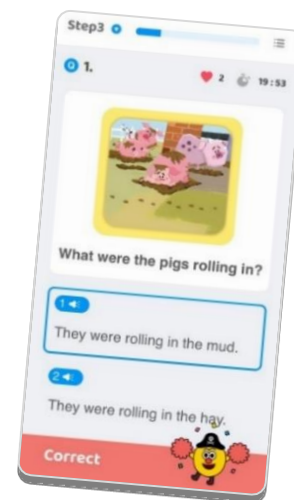 Step3
Q 1.
2
19:53
What were the pigs rolling in?
1
They were rolling in the mud.
2
They were rolling in the hay.
Correct